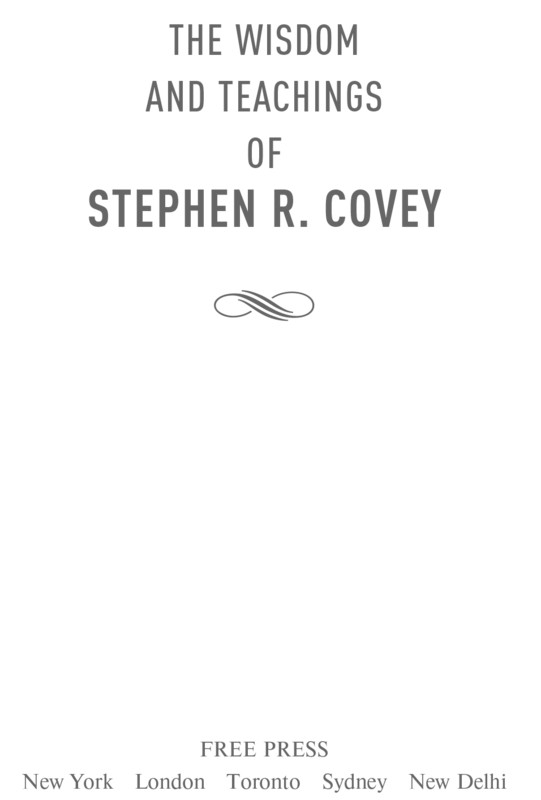 THE WISDOM
AND TEACHINGS
OF
STEPHEN R. COVEY
FREE PRESS
New York London Toronto Sydney New Delhi